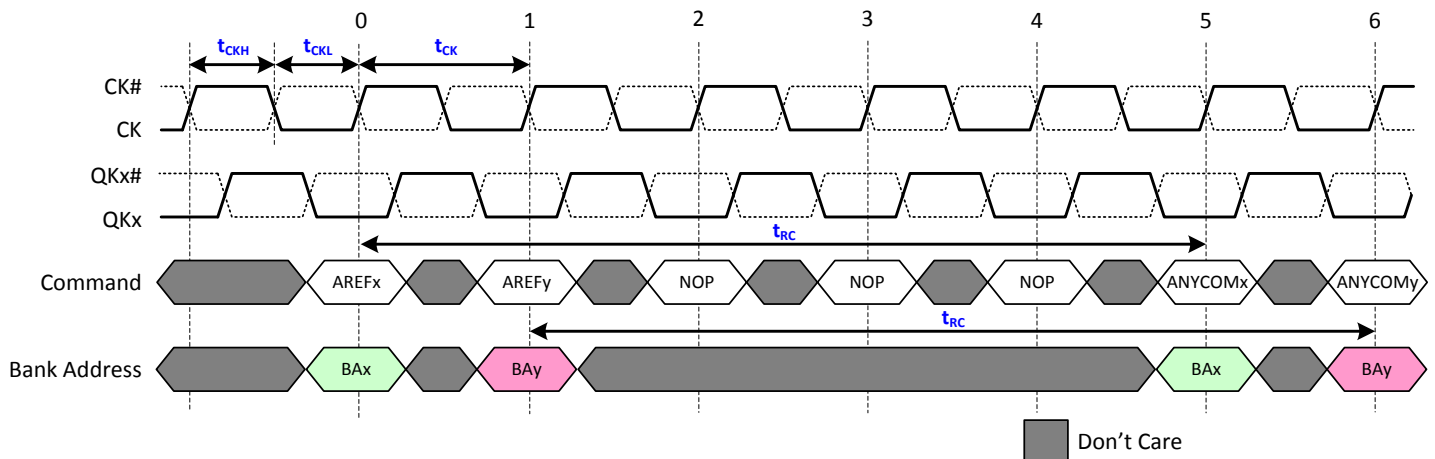 0 1 2 3 4 5 6
tCKH tCKL tCK
CK#
CK
QKx#
QKx
tRC
Command AREFx AREFy NOP NOP NOP ANYCOMx ANYCOMy
tRC
Bank Address BAx BAy BAx BAy
Don't Care